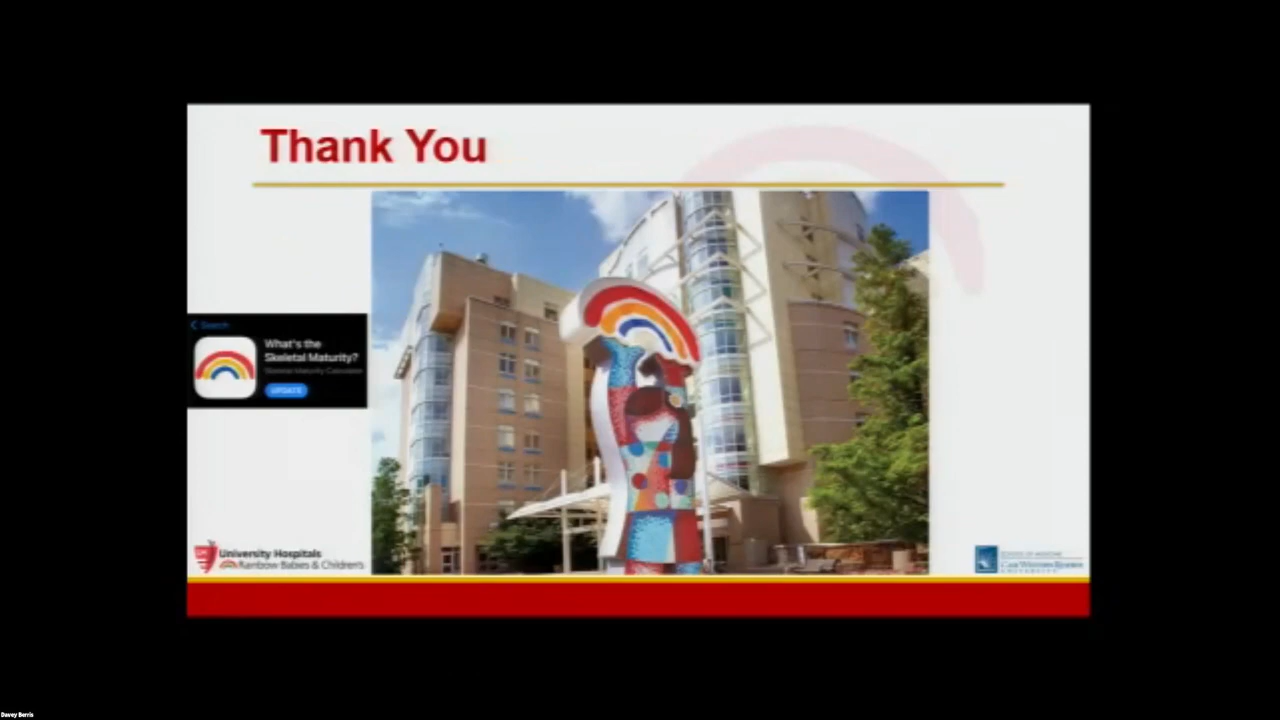 Thank You
Search
What's the
Skeletal Maturity?
Skeletal Maturity Calculator
UPDATE
University Hospitals
Rainbow Babies & Children's
SCHOOL OF MEDICINE
CASE WESTERN RESERVE
UNIVERSITY
Davey Berris